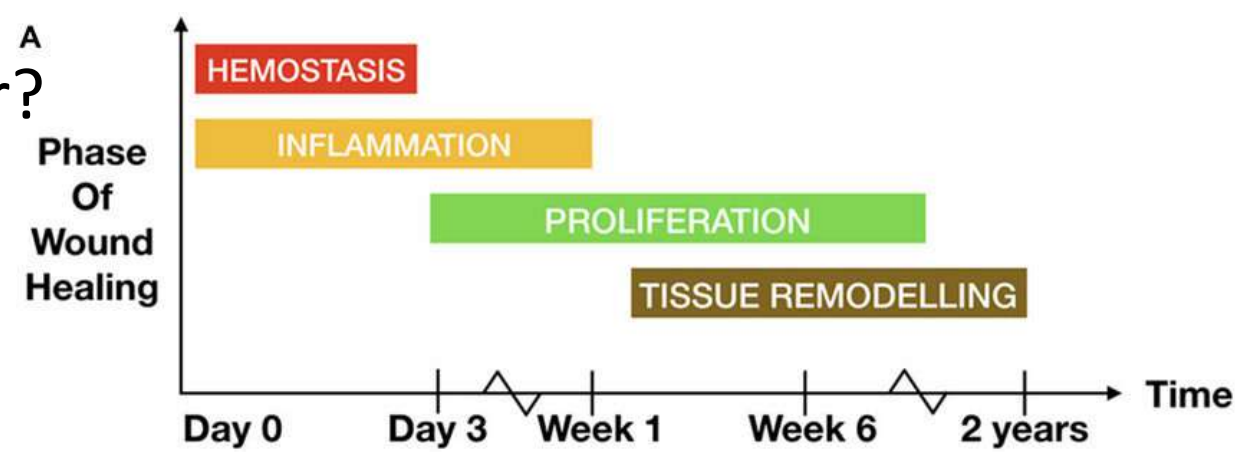 A
r?
HEMOSTASIS
INFLAMMATION
Phase
Of
Wound
Healing
PROLIFERATION
TISSUE REMODELLING
Day 0 Day 3 Week 1 Week 6 2 years Time